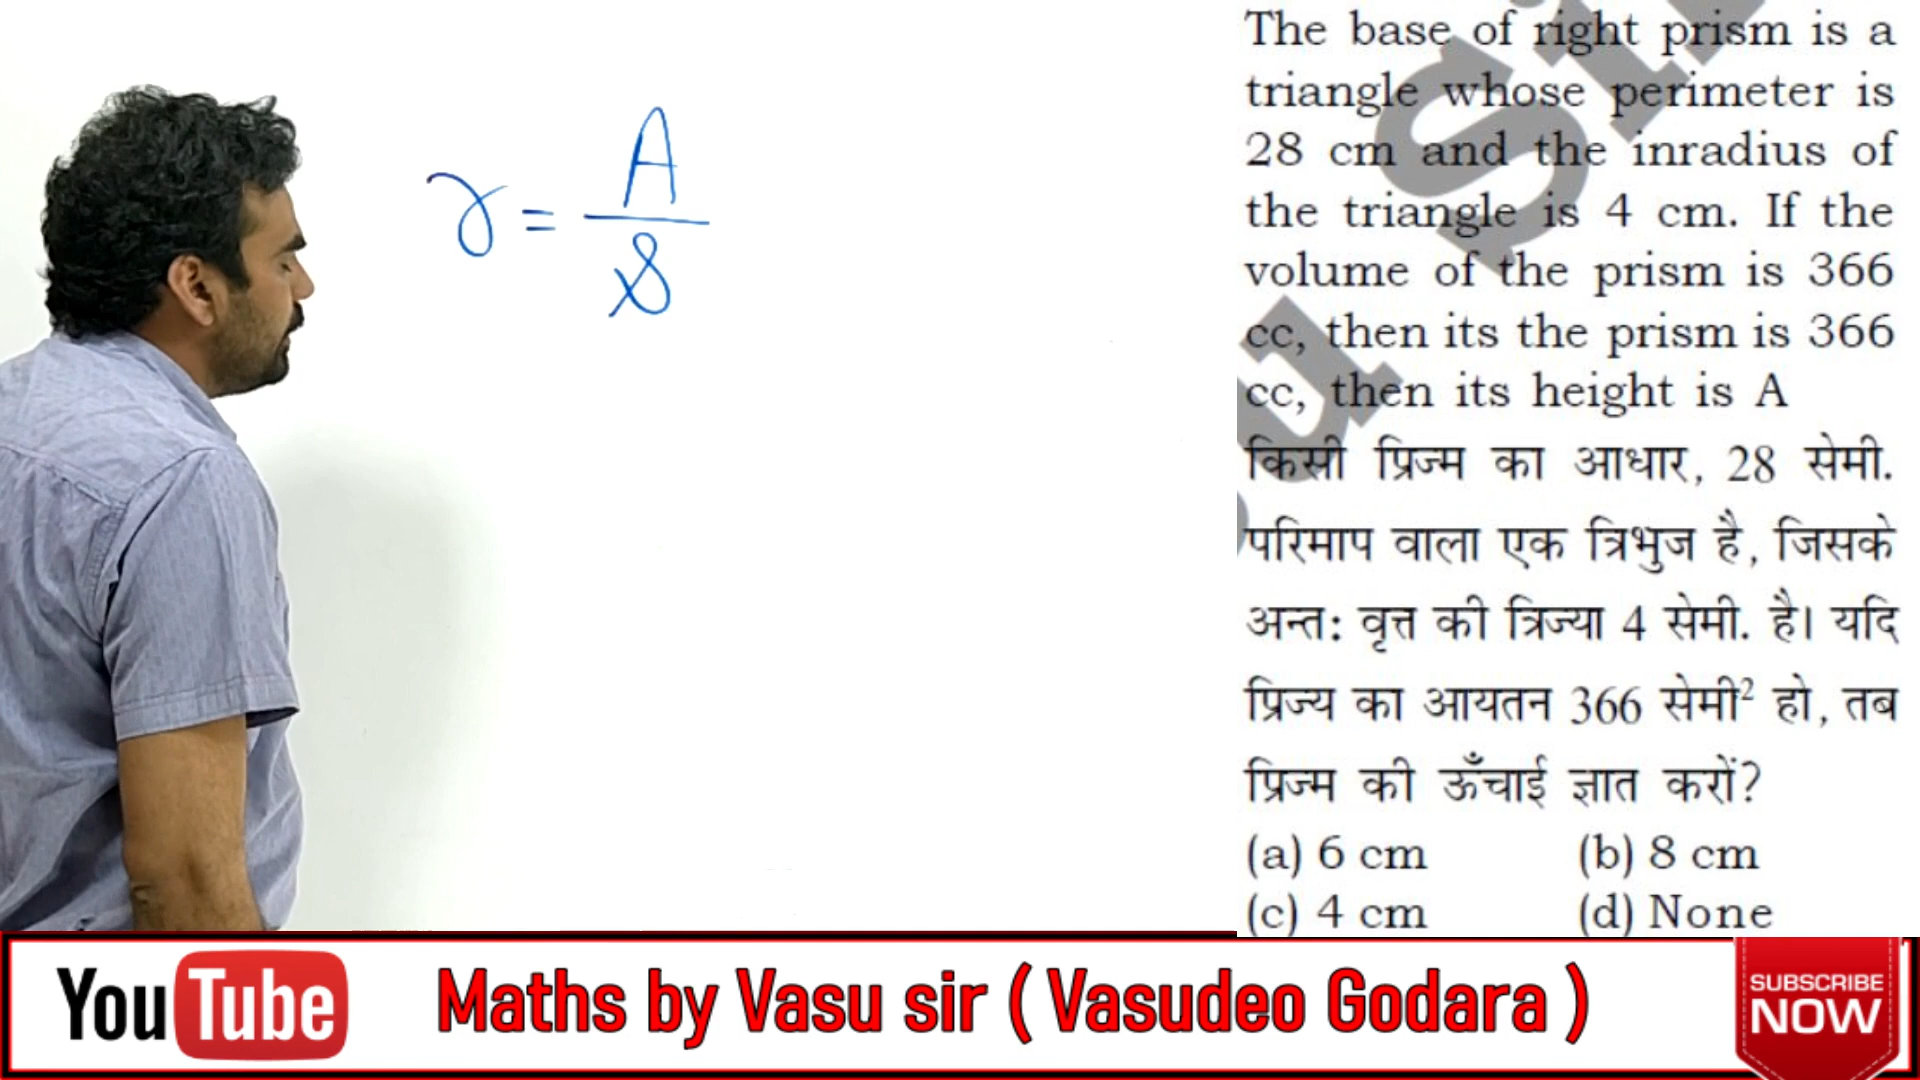 r = A
s
The base of right prism is a
triangle whose perimeter is
28 cm and the inradius of
the triangle is 4 cm. If the
volume of the prism is 366
cc, then its the prism is 366
cc, then its height is A
किसी प्रिज्म का आधार, 28 सेमी.
परिमाप वाला एक त्रिभुज है, जिसके
अन्त: वृत्त की त्रिज्या 4 सेमी. है। यदि
प्रिज्य का आयतन 366 सेमी² हो, तब
प्रिज्म की ऊँचाई ज्ञात करों?
(a) 6 cm (b) 8 cm
(c) 4 cm (d) None
YouTube Maths by Vasu sir ( Vasudeo Godara ) SUBSCRIBE
NOW